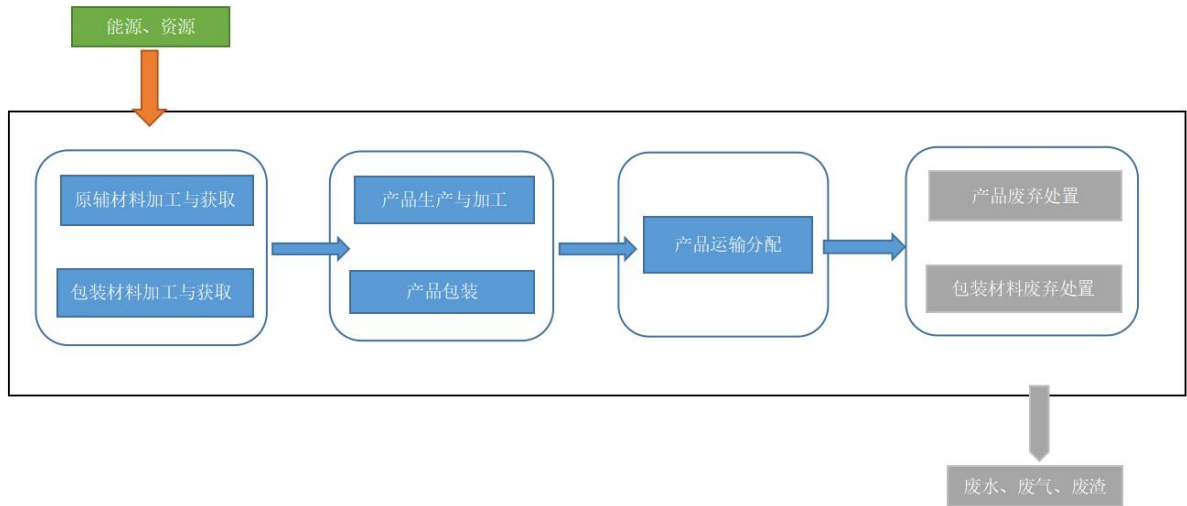 能源、资源
原辅材料加工与获取
包装材料加工与获取
产品生产与加工
产品包装
产品运输分配
产品废弃处置
包装材料废弃处置
废水、废气、废渣